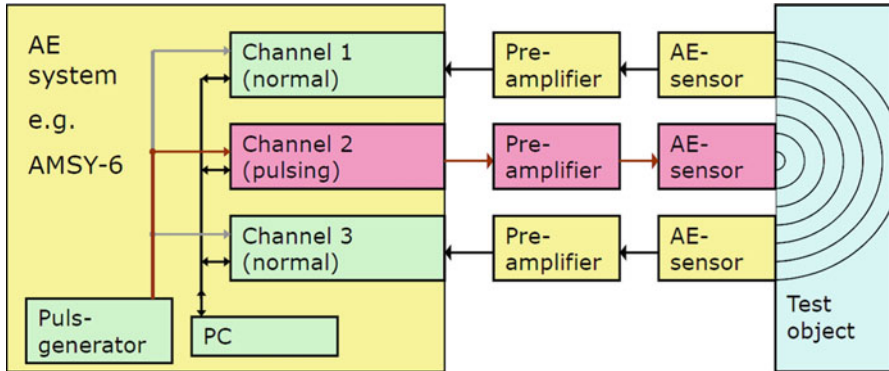 AE
system
e.g.
AMSY-6
Channel 1
(normal)
Pre-
amplifier
AE-
sensor
Channel 2
(pulsing)
Pre-
amplifier
AE-
sensor
Channel 3
(normal)
Pre-
amplifier
AE-
sensor
Puls-
generator
PC
Test
object